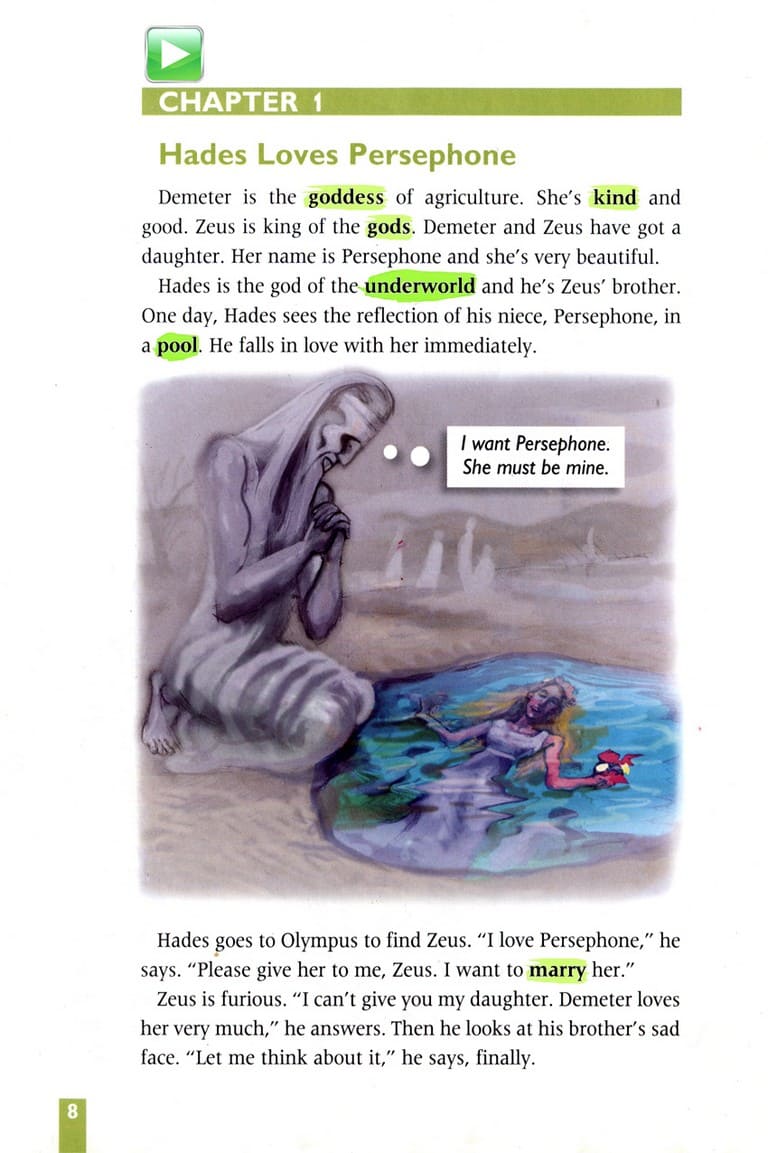 CHAPTER 1
Hades Loves Persephone
Demeter is the goddess of agriculture. She's kind and
good. Zeus is king of the gods. Demeter and Zeus have got a
daughter. Her name is Persephone and she's very beautiful.
Hades is the god of the underworld and he's Zeus' brother.
One day, Hades sees the reflection of his niece, Persephone, in
a pool. He falls in love with her immediately.
I want Persephone.
She must be mine.
Hades goes to Olympus to find Zeus. “I love Persephone,” he
says. “Please give her to me, Zeus. I want to marry her.”
Zeus is furious. “I can't give you my daughter. Demeter loves
her very much,” he answers. Then he looks at his brother's sad
face. “Let me think about it,” he says, finally.
8